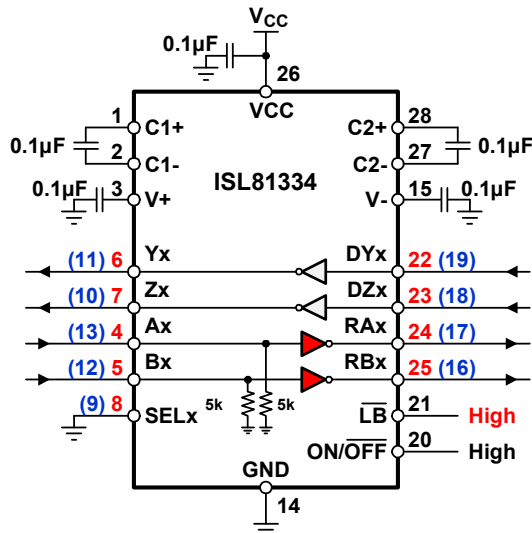 VCC
0.1µF
26
VCC
1 C1+ C2+ 28
0.1µF 0.1µF
2 C1- C2- 27
ISL81334
0.1µF 3 V+ V- 15 0.1µF
(11) 6 Yx DYx 22 (19)
(10) 7 Zx DZx 23 (18)
(13) 4 Ax RAx 24 (17)
(12) 5 Bx RBx 25 (16)
(9) 8 SELx 5k 5k LB 21 High
ON/OFF 20 High
GND
14